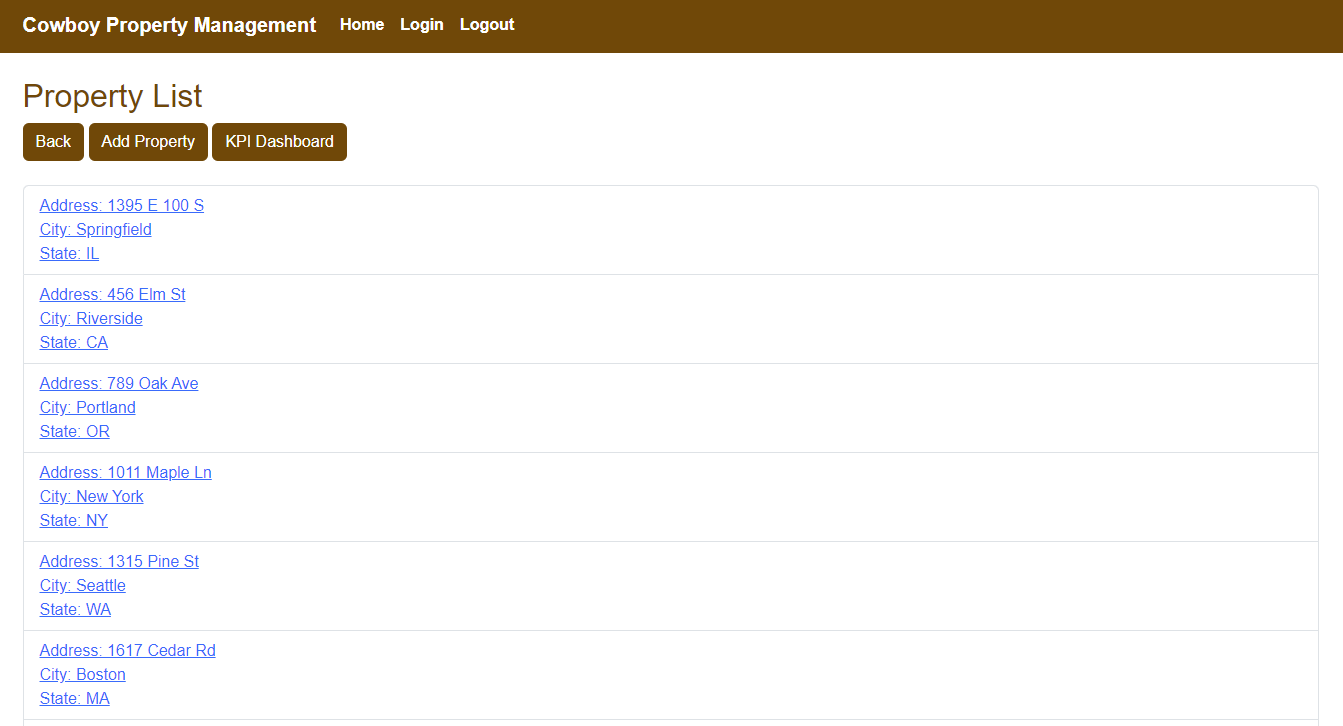 Cowboy Property Management Home Login Logout
Property List
Back Add Property KPI Dashboard
Address: 1395 E 100 S
City: Springfield
State: IL
Address: 456 Elm St
City: Riverside
State: CA
Address: 789 Oak Ave
City: Portland
State: OR
Address: 1011 Maple Ln
City: New York
State: NY
Address: 1315 Pine St
City: Seattle
State: WA
Address: 1617 Cedar Rd
City: Boston
State: MA